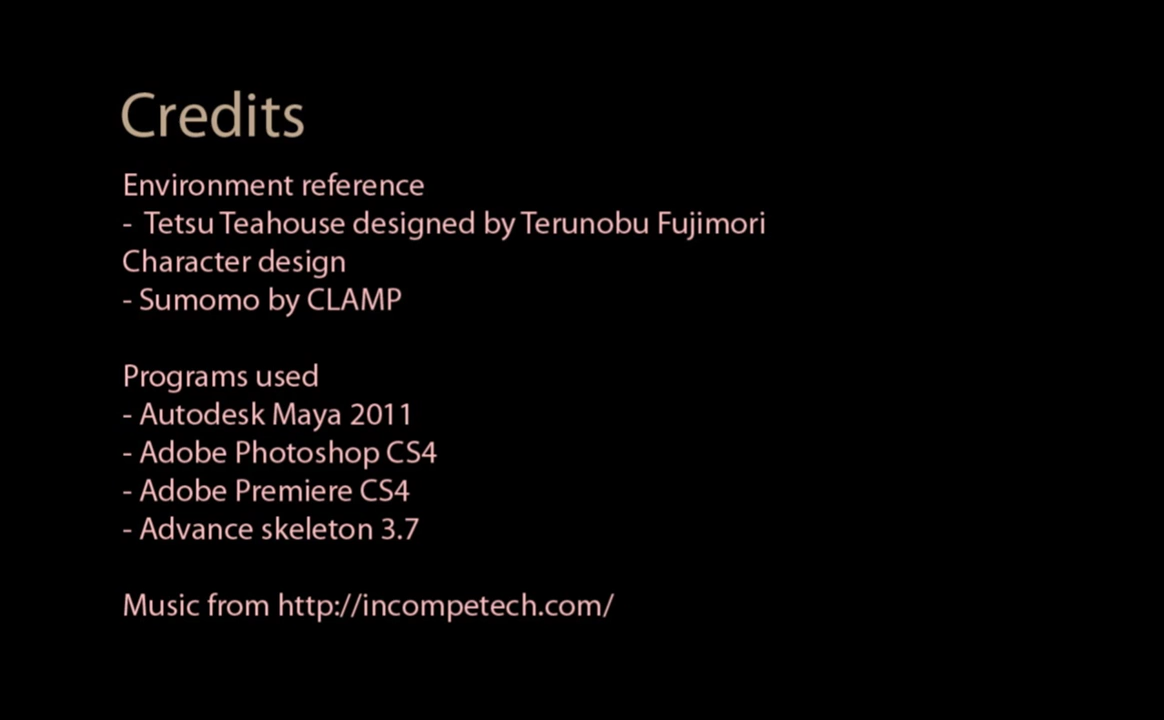 Credits
Environment reference
-  Tetsu Teahouse designed by Terunobu Fujimori
Character design
- Sumomo by CLAMP
Programs used
- Autodesk Maya 2011
- Adobe Photoshop CS4
- Adobe Premiere CS4
- Advance skeleton 3.7
Music from http://incompetech.com/